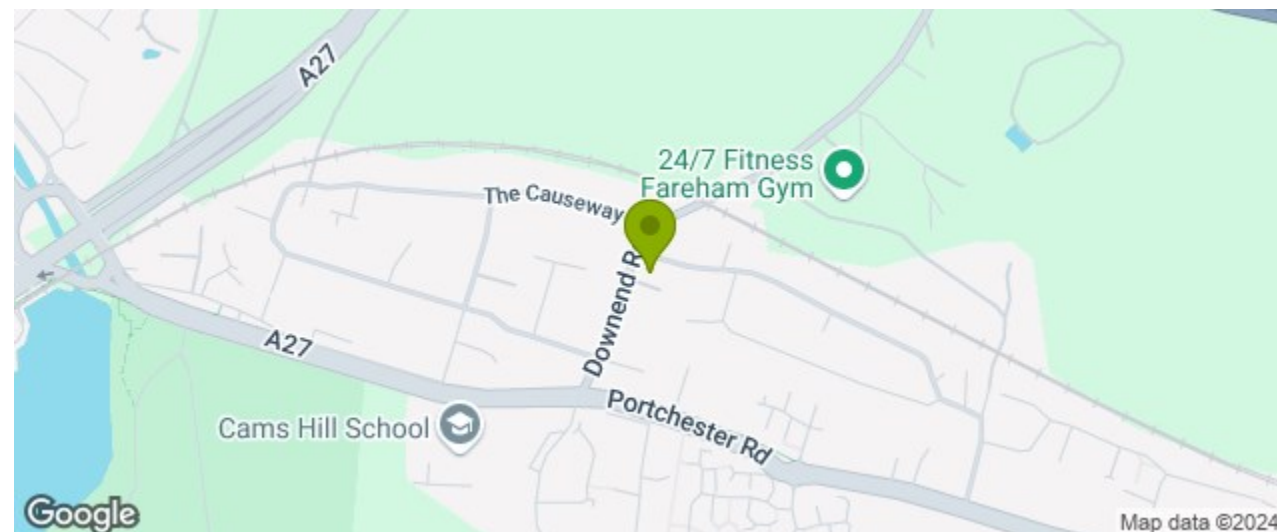 A27
24/7 Fitness
Fareham Gym
The Causeway
Downend R
A27
Portchester Rd
Cams Hill School
Google
Map data ©2024